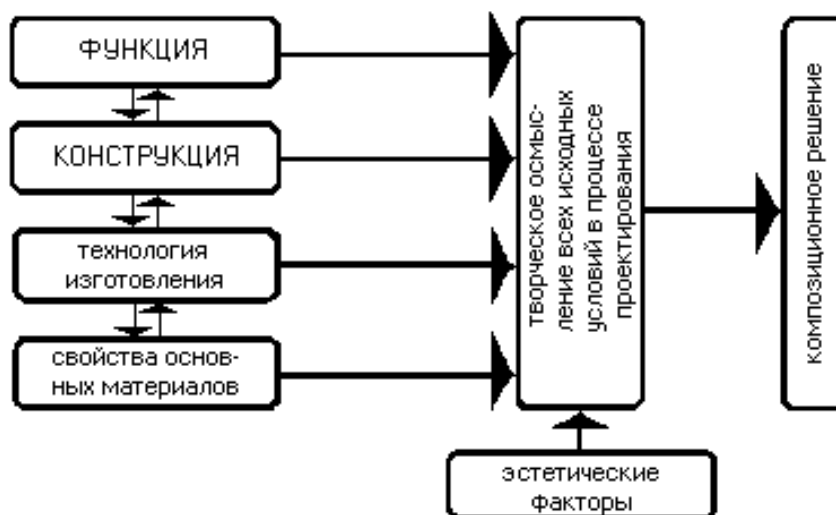 ФУНКЦИЯ
КОНСТРУКЦИЯ
технология
изготовления
свойства основ-
ных материалов
творческое осмыс-
ление всех исходных
условий в процессе
проектирования
композиционное решение
эстетические
факторы